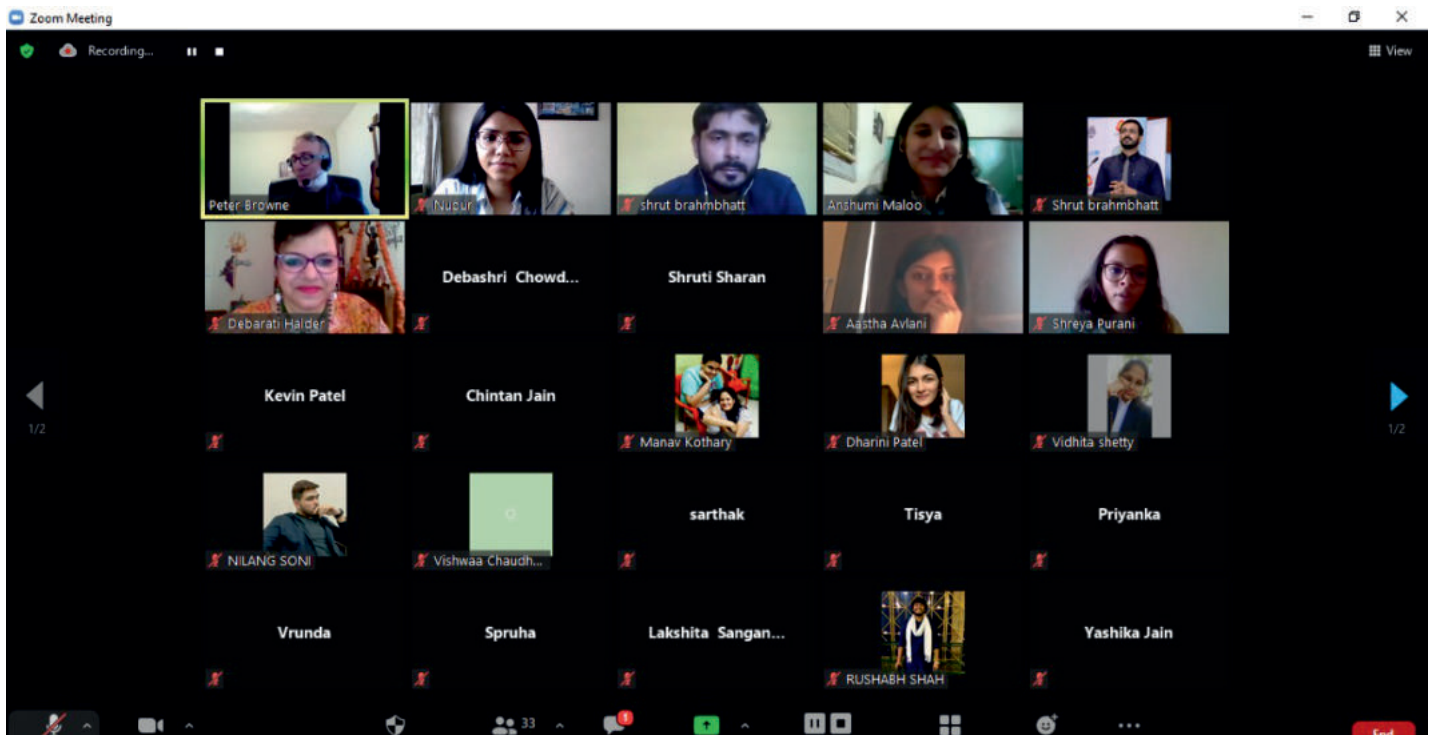 Zoom Meeting
Recording...
View
Peter Browne
Nupur
shrut brahmbhatt
Anshumi Maloo
Shrut brahmbhatt
Debarati Halder
Debashri Chowd...
Shruti Sharan
Aastha Avlani
Shreya Purani
Kevin Patel
Chintan Jain
Manav Kothary
Dharini Patel
Vidhita shetty
1/2
1/2
NILANG SONI
Vishwaa Chaudh...
sarthak
Tisya
Priyanka
Vrunda
Spruha
Lakshita Sangan...
RUSHABH SHAH
Yashika Jain
33
1
End